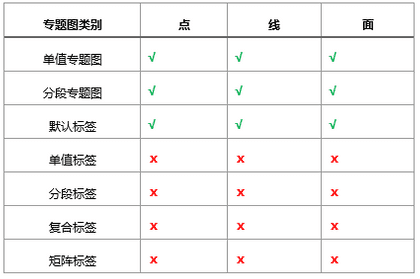 专题图类别 点 线 面
单值专题图 √ √ √
分段专题图 √ √ √
默认标签 √ √ √
单值标签 x x x
分段标签 x x x
复合标签 x x x
矩阵标签 x x x